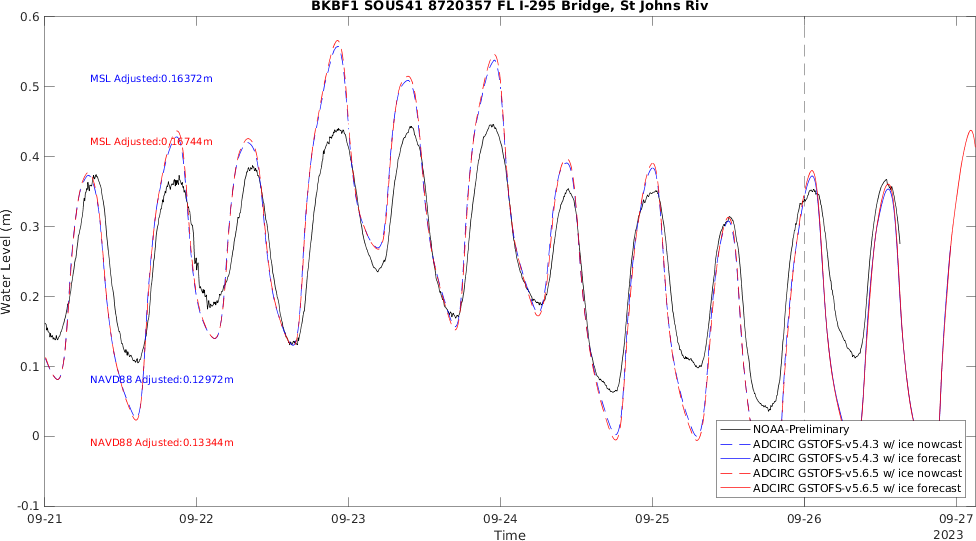 BKBF1 SOUS41 8720357 FL I-295 Bridge, St Johns Riv
0.6
0.5
0.4
0.3
0.2
0.1
0
-0.1
Water Level (m)
MSL Adjusted:0.16372m
MSL Adjusted:0.16744m
NAVD88 Adjusted:0.12972m
NAVD88 Adjusted:0.13344m
NOAA-Preliminary
ADCIRC GSTOFS-v5.4.3 w/ ice nowcast
ADCIRC GSTOFS-v5.4.3 w/ ice forecast
ADCIRC GSTOFS-v5.6.5 w/ ice nowcast
ADCIRC GSTOFS-v5.6.5 w/ ice forecast
09-21 09-22 09-23 09-24 09-25 09-26 09-27
Time
2023